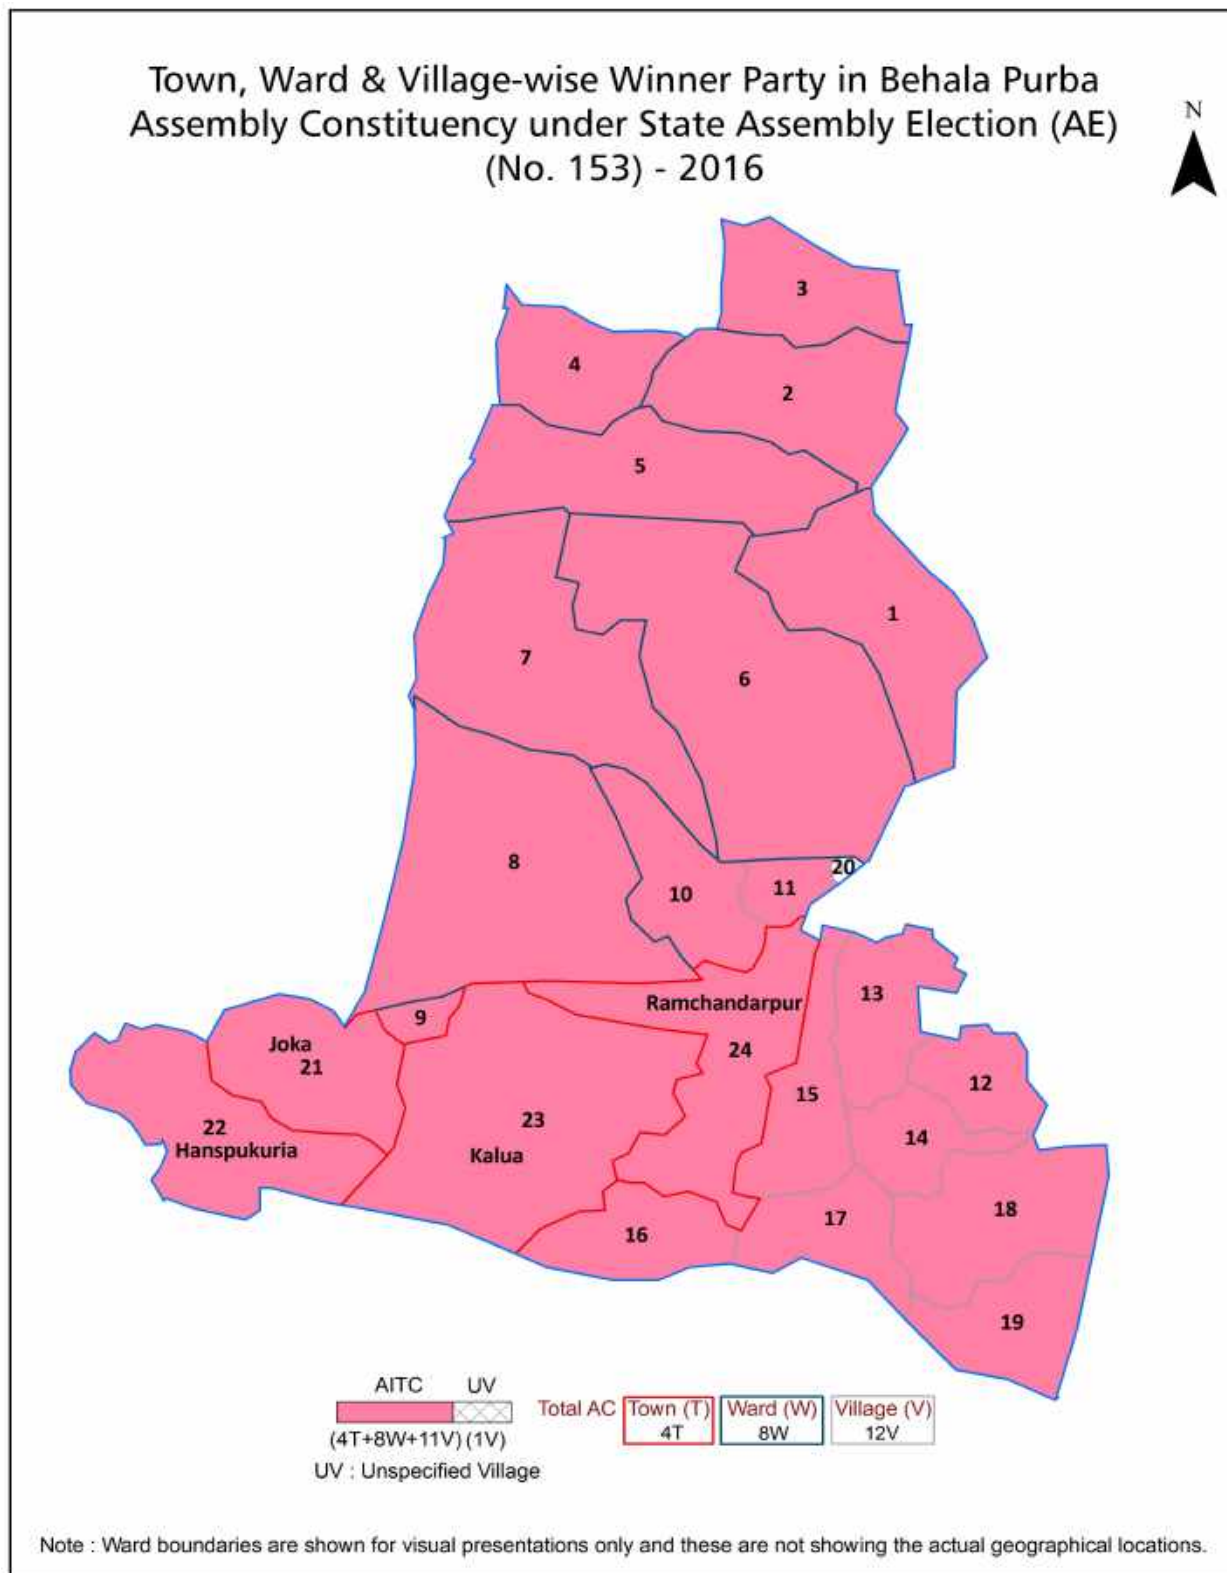 Town, Ward & Village-wise Winner Party in Behala Purba
Assembly Constituency under State Assembly Election (AE)
(No. 153) - 2016
N
3
4
2
5
1
7
6
8
20
11
10
13
Ramchandarpur
9
Joka
24
21
12
15
23
22
14
Hanspukuria
Kalua
18
17
16
19
AITC UV
Total AC Town (T) Ward (W) Village (V)
4T 8W 12V
(4T+8W+11V) (1V)
UV : Unspecified Village
Note : Ward boundaries are shown for visual presentations only and these are not showing the actual geographical locations.